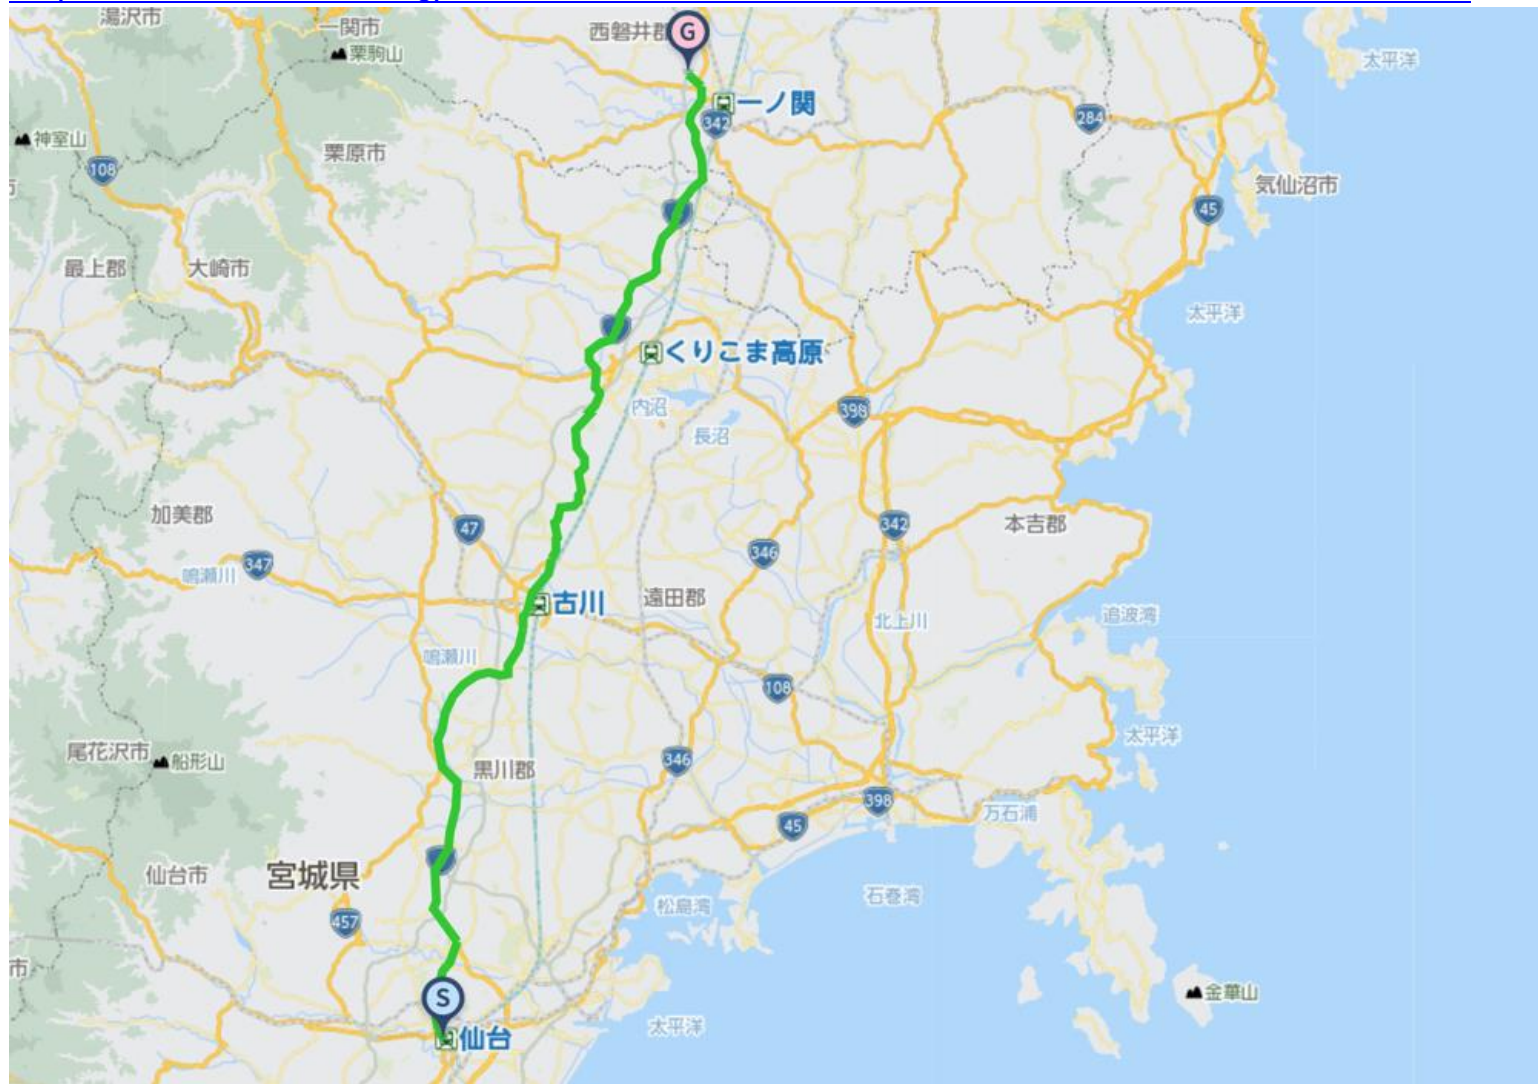 湯沢市
一関市
西磐井郡
G
栗駒山
太平洋
一ノ関
342
284
神室山
栗原市
108
気仙沼市
45
最上郡
大崎市
太平洋
くりこま高原
内沼
398
長沼
加美郡
47
342
本吉郡
346
347
鳴瀬川
古川
遠田郡
追波湾
北上川
鳴瀬川
108
太平洋
尾花沢市
船形山
346
黒川郡
398
万石浦
45
宮城県
仙台市
石巻湾
松島湾
457
市
金華山
S
太平洋
仙台